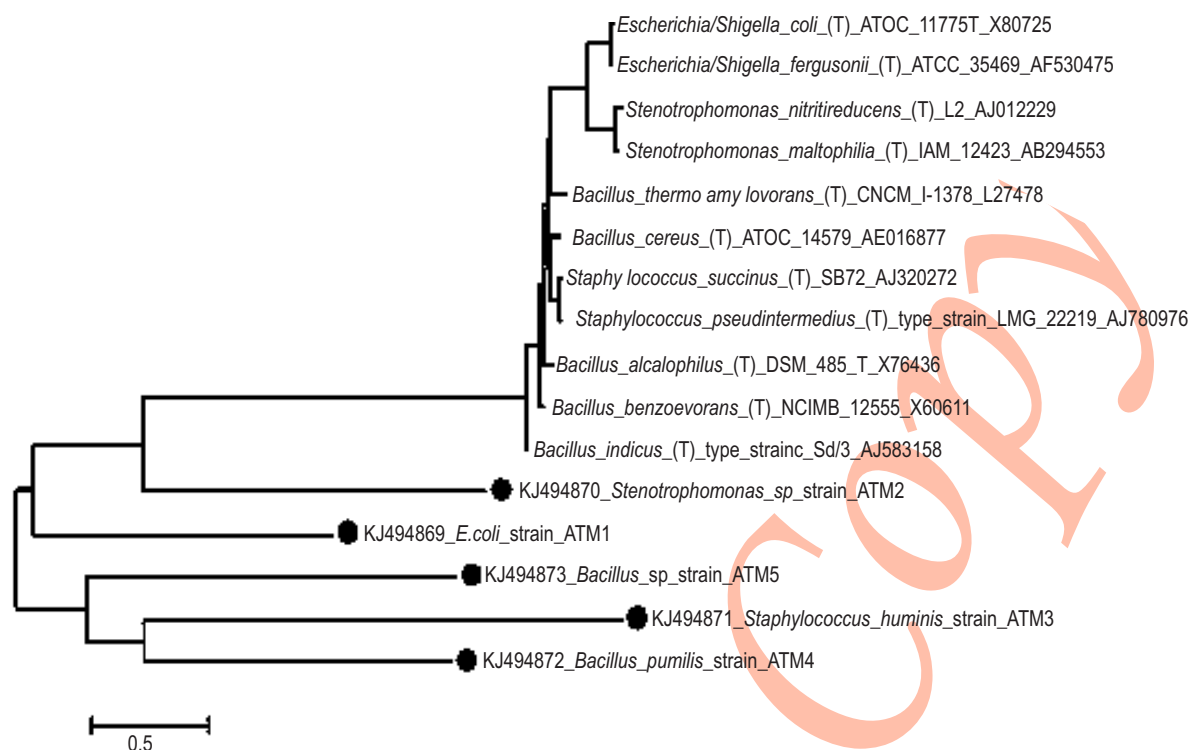 Escherichia/Shigella_coli_(T)_ATOC_11775T_X80725
Escherichia/Shigella_fergusonii_(T)_ATCC_35469_AF530475
Stenotrophomonas_nitritireducens_(T)_L2_AJ012229
Stenotrophomonas_maltophilia_(T)_IAM_12423_AB294553
Bacillus_thermo amy lovorans_(T)_CNCM_I-1378_L27478
Bacillus_cereus_(T)_ATOC_14579_AE016877
Staphy lococcus_succinus_(T)_SB72_AJ320272
Staphylococcus_pseudintermedius_(T)_type_strain_LMG_22219_AJ780976
Bacillus_alcalophilus_(T)_DSM_485_T_X76436
Bacillus_benzoevorans_(T)_NCIMB_12555_X60611
Bacillus_indicus_(T)_type_strainc_Sd/3_AJ583158
KJ494870_Stenotrophomonas_sp_strain_ATM2
KJ494869_E.coli_strain_ATM1
KJ494873_Bacillus_sp_strain_ATM5
KJ494871_Staphylococcus_huminis_strain_ATM3
KJ494872_Bacillus_pumilis_strain_ATM4
0.5
Copy